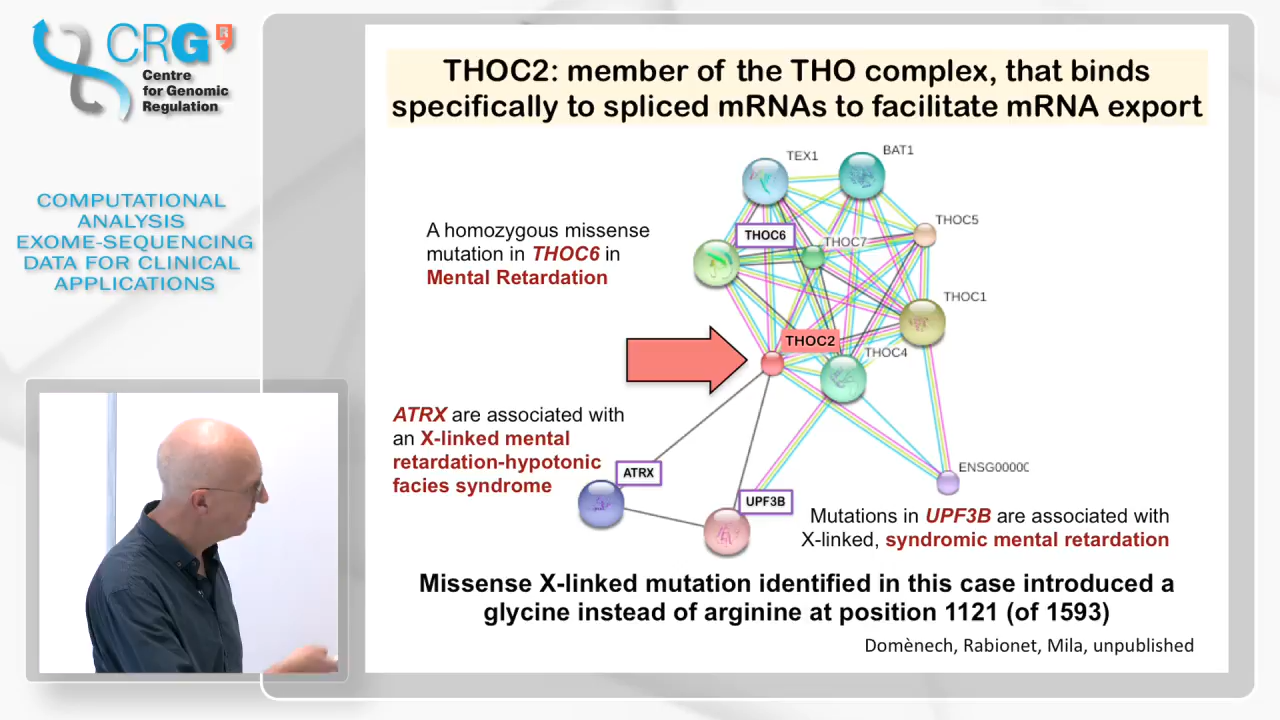 CRG
R
Centre
for Genomic
Regulation
COMPUTATIONAL
ANALYSIS
EXOME-SEQUENCING
DATA FOR CLINICAL
APPLICATIONS
THOC2: member of the THO complex, that binds
specifically to spliced mRNAs to facilitate mRNA export
TEX1
BAT1
THOC5
THOC6
THOC7
A homozygous missense
mutation in THOC6 in
Mental Retardation
THOC1
THOC2
THOC4
ATRX are associated with
an X-linked mental
retardation-hypotonic
facies syndrome
ATRX
UPF3B
ENSG00000
Mutations in UPF3B are associated with
X-linked, syndromic mental retardation
Missense X-linked mutation identified in this case introduced a
glycine instead of arginine at position 1121 (of 1593)
Domènech, Rabionet, Mila, unpublished